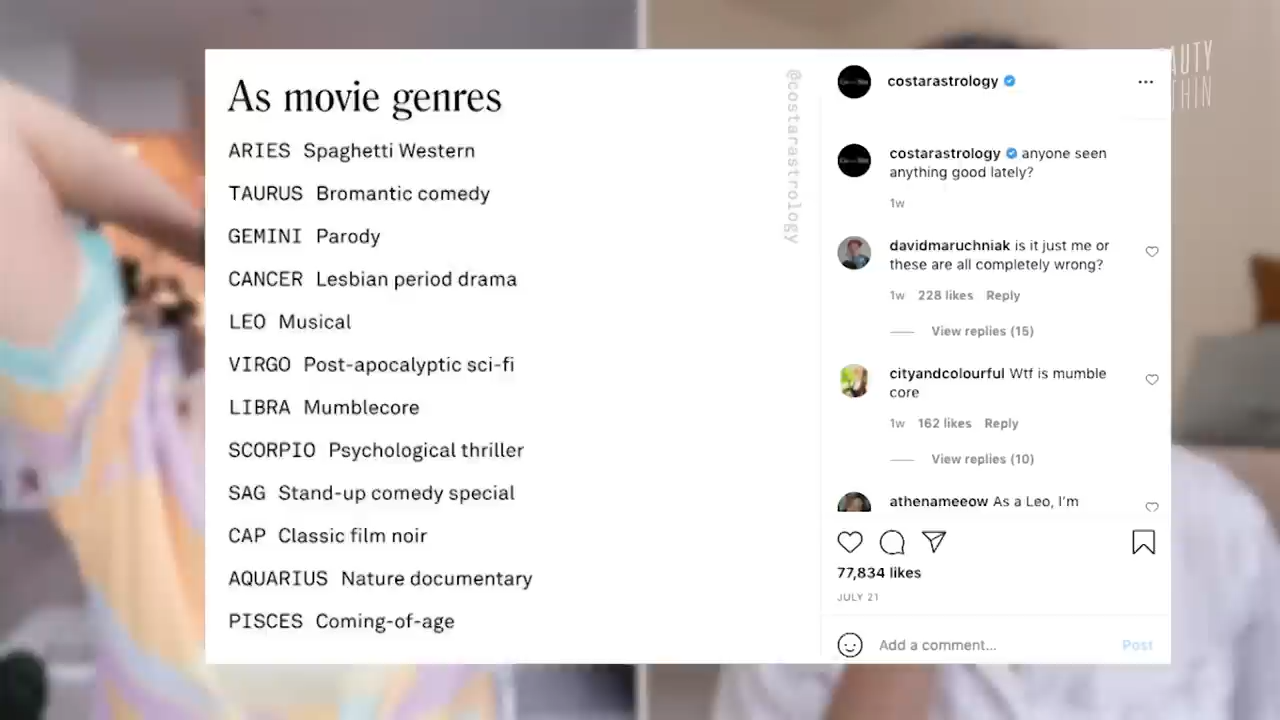 As movie genres
ARIES Spaghetti Western
TAURUS Bromantic comedy
GEMINI Parody
CANCER Lesbian period drama
LEO Musical
VIRGO Post-apocalyptic sci-fi
LIBRA Mumblecore
SCORPIO Psychological thriller
SAG Stand-up comedy special
CAP Classic film noir
AQUARIUS Nature documentary
PISCES Coming-of-age
@costarastrology
costarastrology
costarastrology anyone seen
anything good lately?
1w
davidmaruchniak is it just me or
these are all completely wrong?
1w 228 likes Reply
View replies (15)
cityandcolourful Wtf is mumble
core
1w 162 likes Reply
View replies (10)
athenameeow As a Leo, I'm
77,834 likes
JULY 21
Add a comment... Post
AUTY
THIN